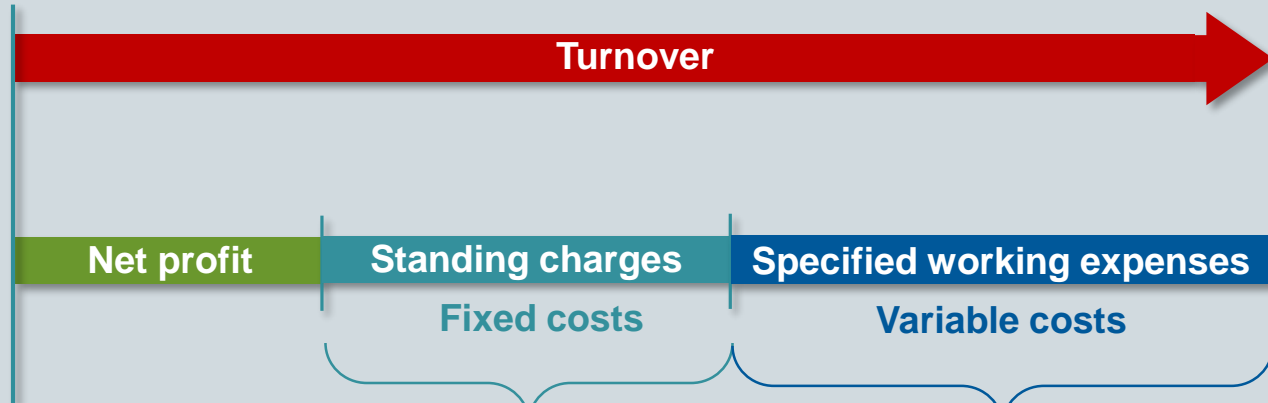 Turnover
Net profit
Standing charges
Specified working expenses
Fixed costs
Variable costs